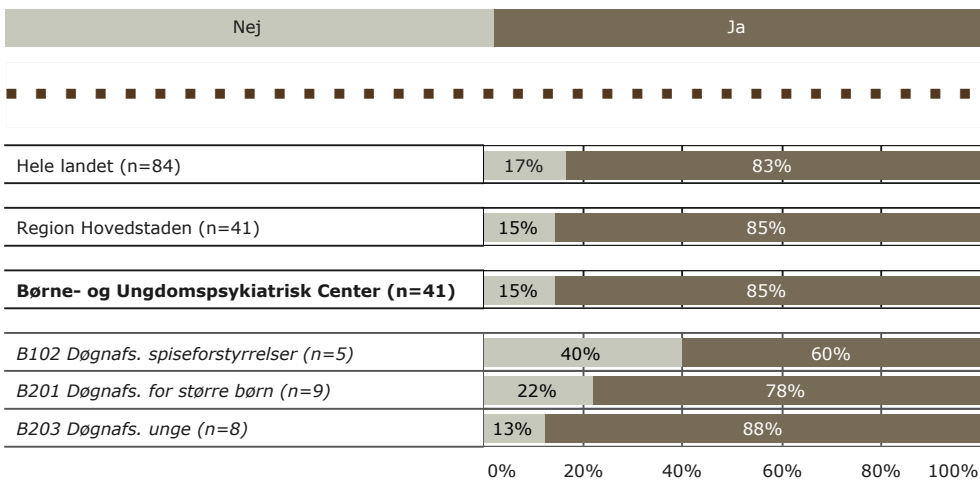 Nej Ja
Hele landet (n=84) 17% 83%
Region Hovedstaden (n=41) 15% 85%
Børne- og Ungdomspsykiatrisk Center (n=41) 15% 85%
B102 Døgnafs. spiseforstyrrelser (n=5) 40% 60%
B201 Døgnafs. for større børn (n=9) 22% 78%
B203 Døgnafs. unge (n=8) 13% 88%
0% 20% 40% 60% 80% 100%